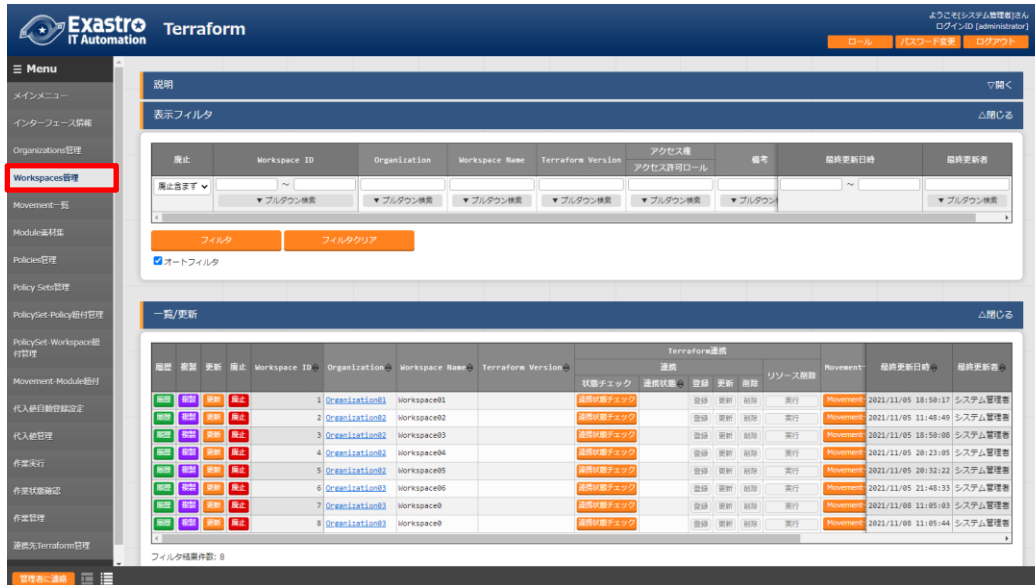 Exastro
IT Automation
Terraform
ようこそ[システム管理者]さん
ログインID [administrator]
ロール
パスワード変更
ログアウト
Menu
メインメニュー
インターフェース情報
Organizations管理
Workspaces管理
Movement一覧
Module素材集
Policies管理
Policy Sets管理
PolicySet-Policy紐付管理
PolicySet-Workspace紐
付管理
Movement-Module紐付
代入値自動登録設定
代入値管理
作業実行
作業状態確認
作業管理
連携先Terraform管理
管理者に連絡
説明
▽開く
表示フィルタ
△閉じる
廃止 Workspace ID Organization Workspace Name Terraform Version アクセス権 備考 最終更新日時 最終更新者
アクセス許可ロール
廃止含まず ～ ～
▼ プルダウン検索 ▼ プルダウン検索 ▼ プルダウン検索 ▼ プルダウン検索 ▼ プルダウン検索 ▼ プルダウン ▼ プルダウン検索
フィルタ
フィルタクリア
オートフィルタ
一覧/更新
△閉じる
Terraform連携
連携
履歴 複製 更新 廃止 Workspace ID Organization Workspace Name Terraform Version リソース削除 Movement- 最終更新日時 最終更新者
状態チェック 連携状態 登録 更新 削除
履歴 複製 更新 廃止 1 Organization01 Workspace01 連携状態チェック 登録 更新 削除 実行 Movement- 2021/11/05 18:50:17 システム管理者
履歴 複製 更新 廃止 2 Organization02 Workspace02 連携状態チェック 登録 更新 削除 実行 Movement- 2021/11/05 11:48:49 システム管理者
履歴 複製 更新 廃止 3 Organization02 Workspace03 連携状態チェック 登録 更新 削除 実行 Movement- 2021/11/05 18:50:08 システム管理者
履歴 複製 更新 廃止 4 Organization02 Workspace04 連携状態チェック 登録 更新 削除 実行 Movement- 2021/11/05 20:23:05 システム管理者
履歴 複製 更新 廃止 5 Organization02 Workspace05 連携状態チェック 登録 更新 削除 実行 Movement- 2021/11/05 20:32:22 システム管理者
履歴 複製 更新 廃止 6 Organization03 Workspace06 連携状態チェック 登録 更新 削除 実行 Movement- 2021/11/05 21:48:33 システム管理者
履歴 複製 更新 廃止 7 Organization03 Workspace0 連携状態チェック 登録 更新 削除 実行 Movement- 2021/11/08 11:05:03 システム管理者
履歴 複製 更新 廃止 8 Organization03 Workspace0 連携状態チェック 登録 更新 削除 実行 Movement- 2021/11/08 11:05:44 システム管理者
フィルタ結果件数: 8